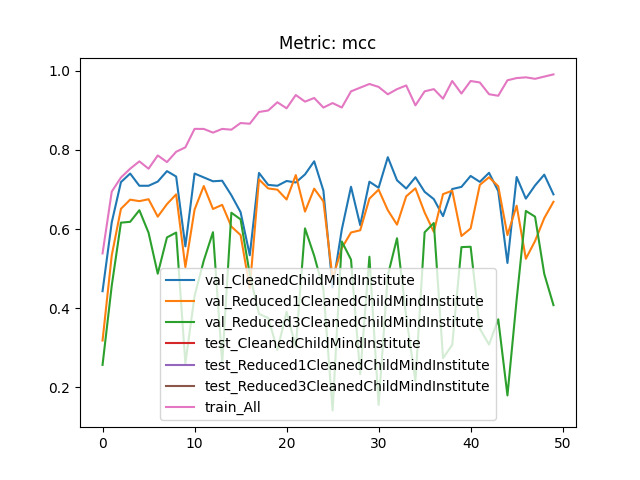 Metric: mcc
1.0
0.8
0.6
0.4
0.2
0
10
20
30
40
50
val_CleanedChildMindInstitute
val_Reduced1CleanedChildMindInstitute
val_Reduced3CleanedChildMindInstitute
test_CleanedChildMindInstitute
test_Reduced1CleanedChildMindInstitute
test_Reduced3CleanedChildMindInstitute
train_All